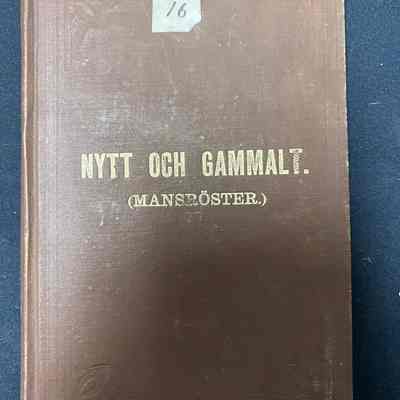 16
NYTT OCH GAMMALT.
(MANSRÖSTER.)